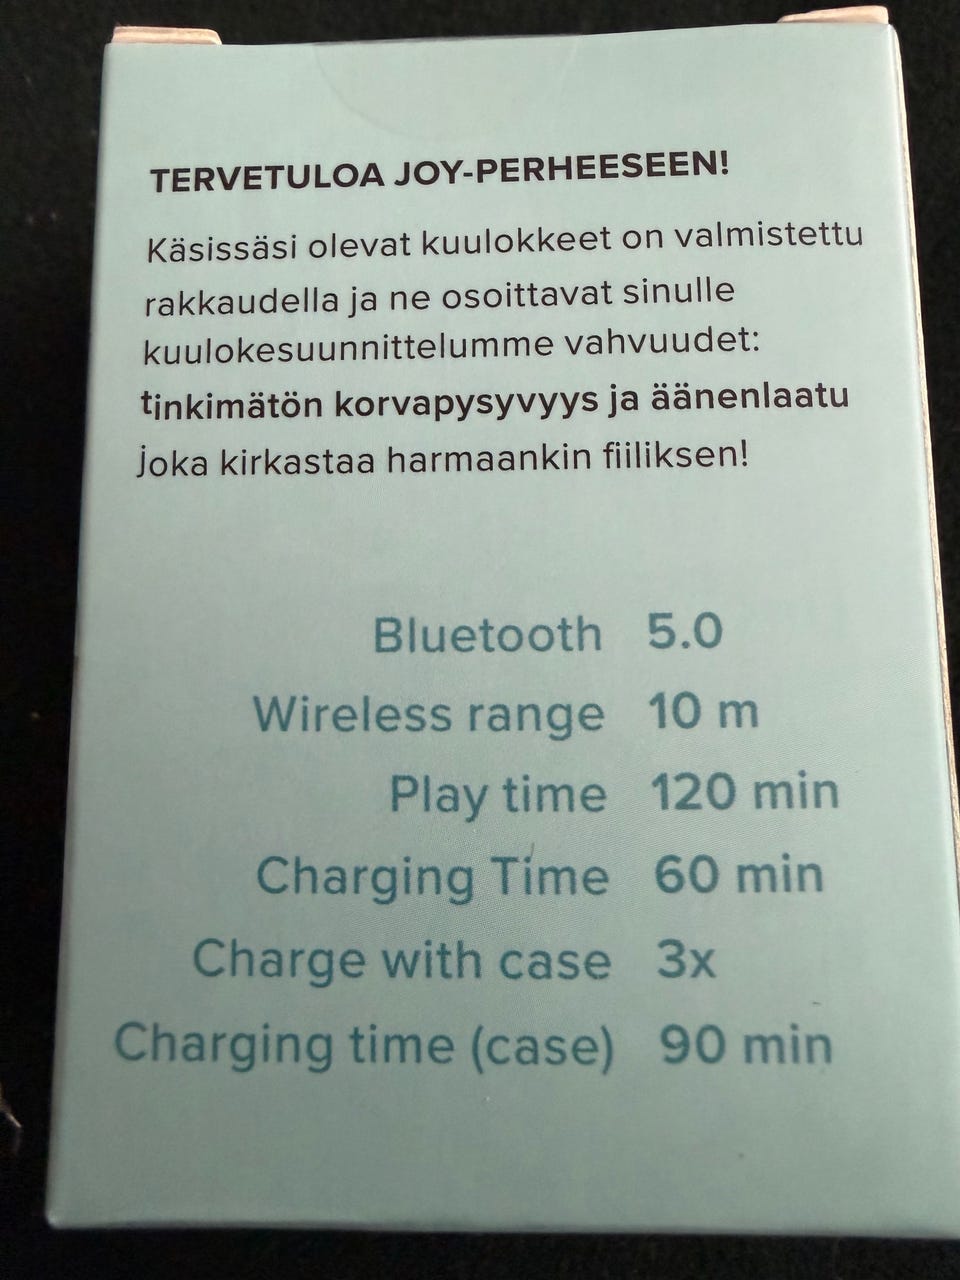 TERVETULOA JOY-PERHEESEEN!
Käsissäsi olevat kuulokkeet on valmistettu
rakkaudella ja ne osoittavat sinulle
kuulokesuunnittelumme vahvuudet:
tinkimätön korvapysyvyys ja äänenlaatu
joka kirkastaa harmaankin fiiliksen!
Bluetooth 5.0
Wireless range 10 m
Play time 120 min
Charging Time 60 min
Charge with case 3x
Charging time (case) 90 min